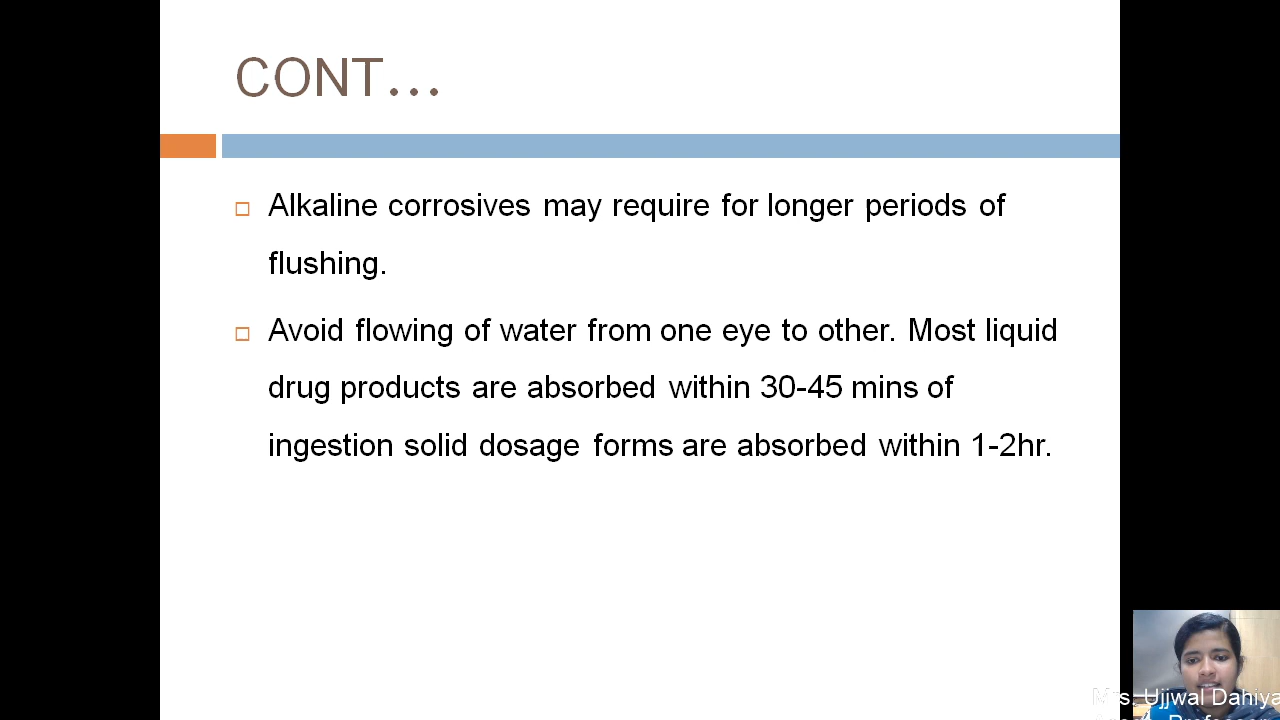 CONT...
Alkaline corrosives may require for longer periods of
flushing.
Avoid flowing of water from one eye to other. Most liquid
drug products are absorbed within 30-45 mins of
ingestion solid dosage forms are absorbed within 1-2hr.
Mrs. Ujjwal Dahiya